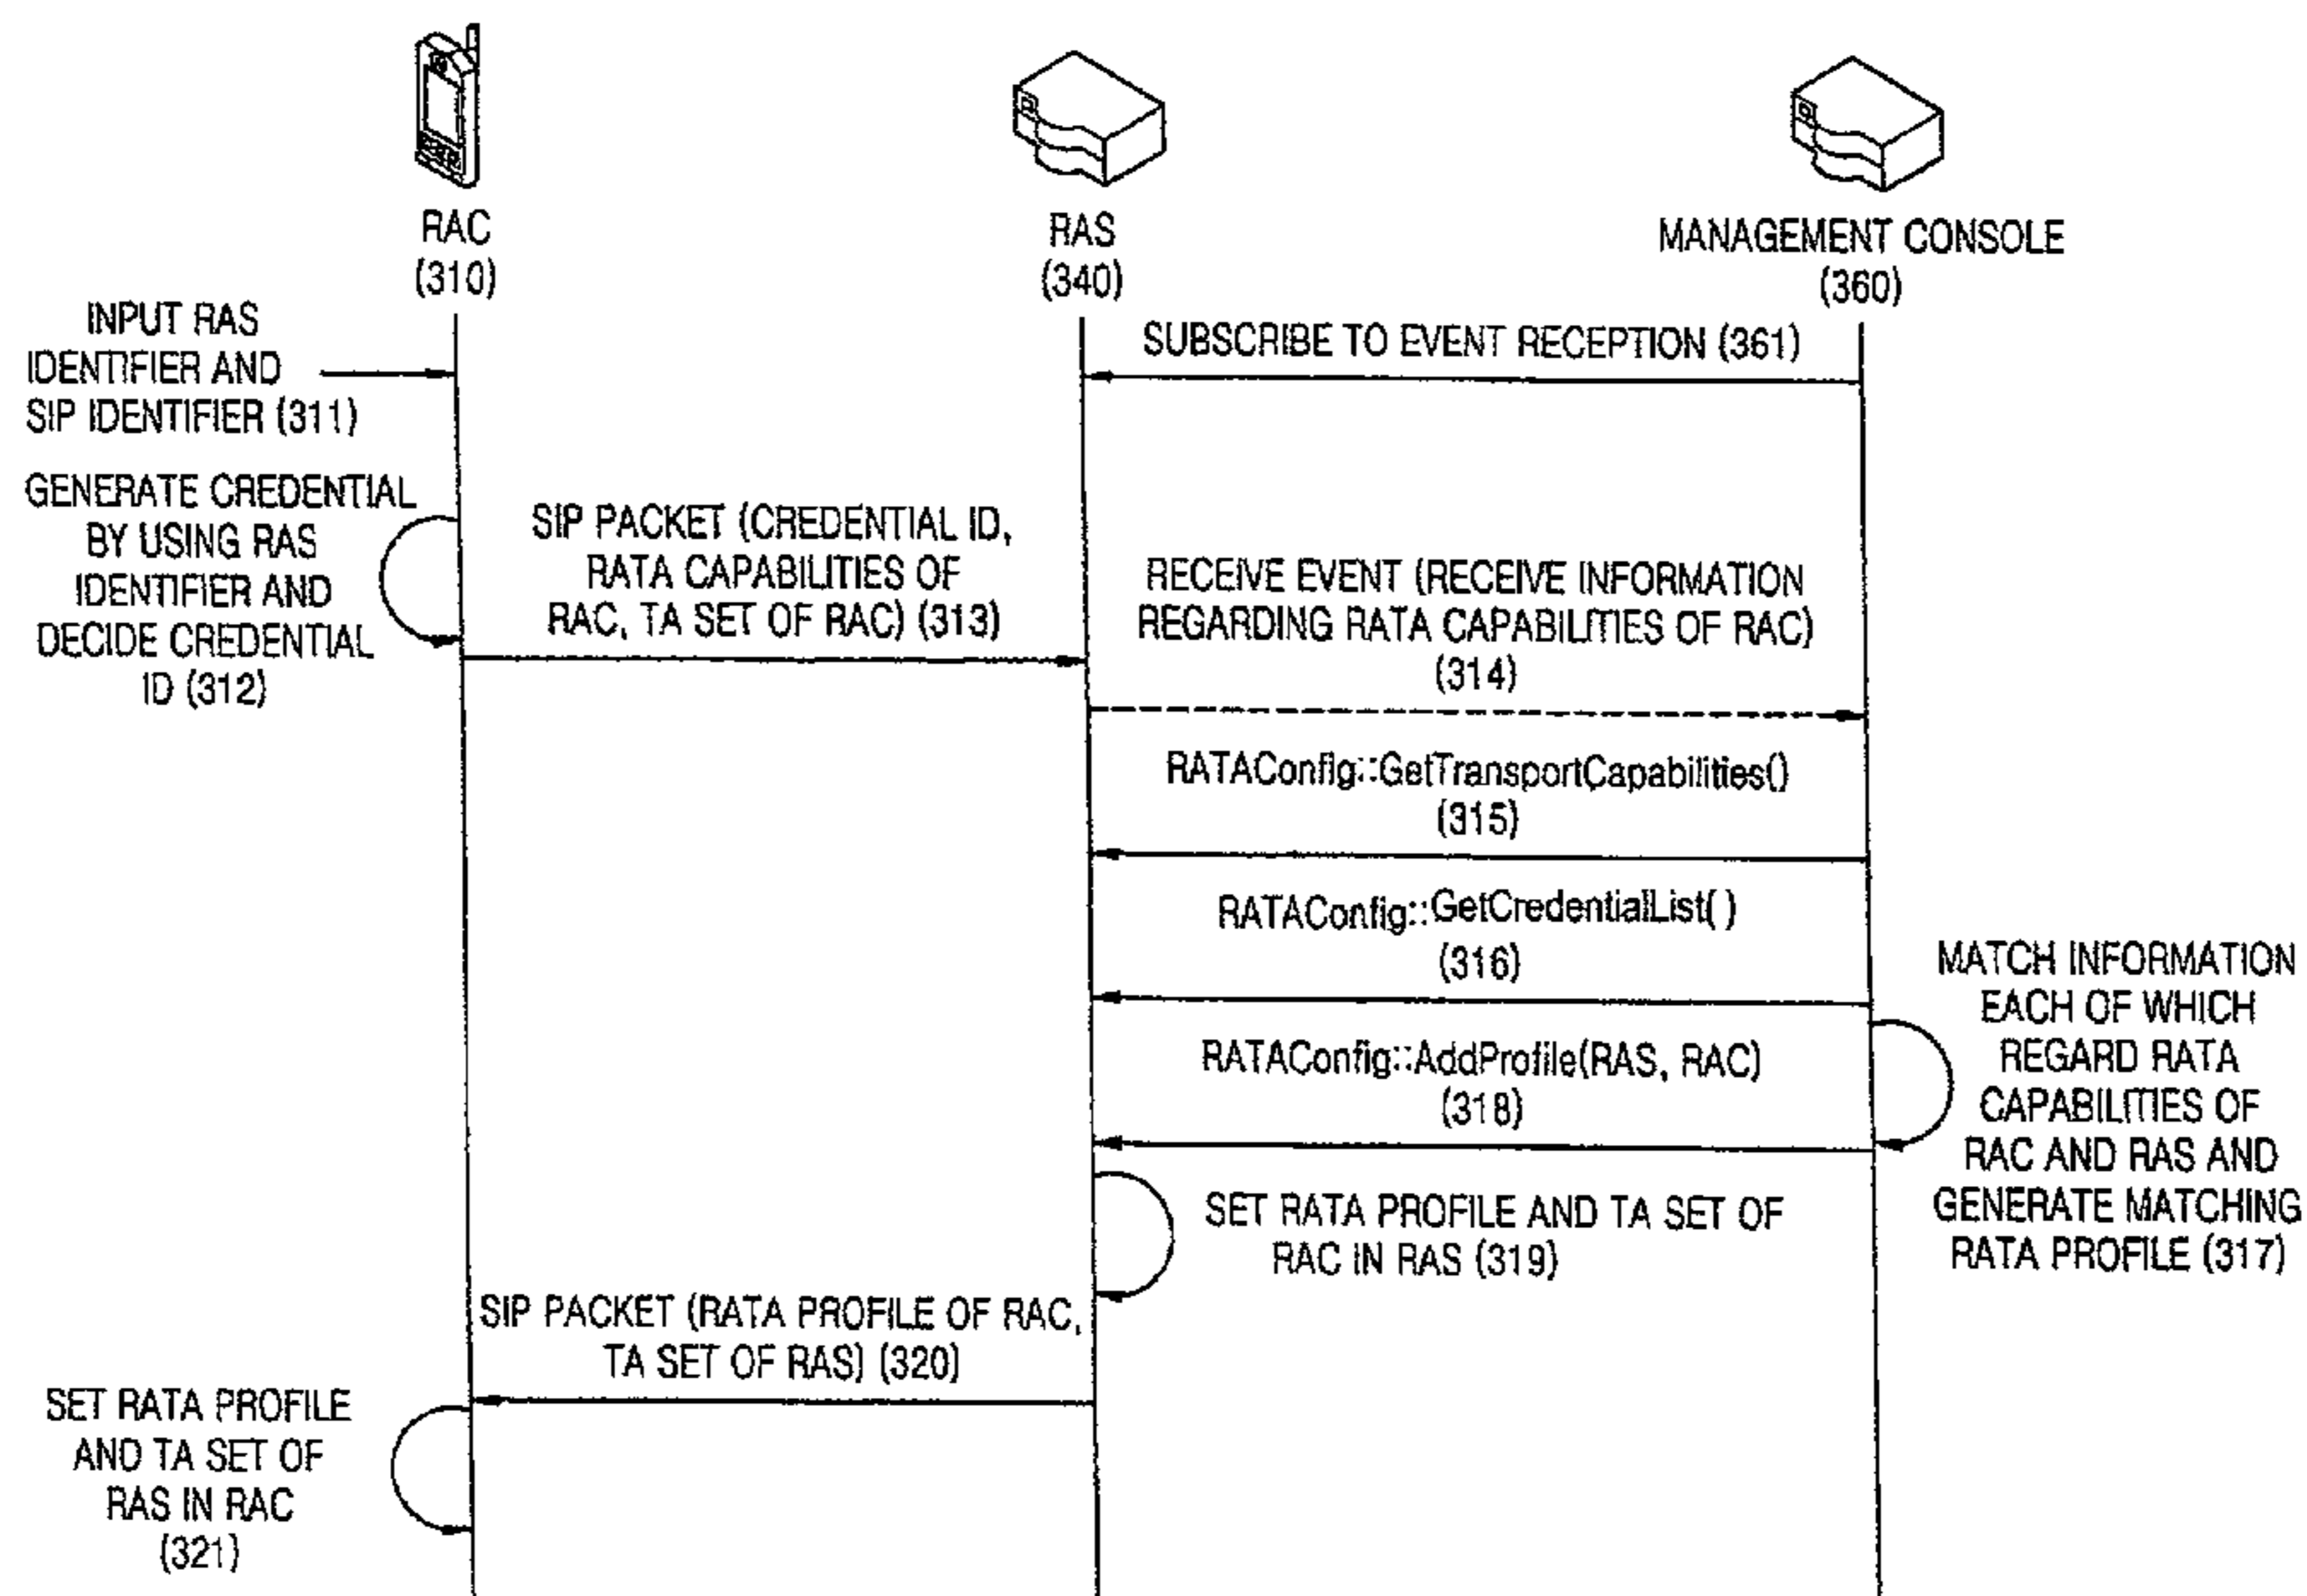 RAC
(310)
RAS
(340)
MANAGEMENT CONSOLE
(360)
INPUT RAS
IDENTIFIER AND
SIP IDENTIFIER (311)
SUBSCRIBE TO EVENT RECEPTION (361)
GENERATE CREDENTIAL
BY USING RAS
IDENTIFIER AND
DECIDE CREDENTIAL
ID (312)
SIP PACKET (CREDENTIAL ID,
RATA CAPABILITIES OF
RAC, TA SET OF RAC) (313)
RECEIVE EVENT (RECEIVE INFORMATION
REGARDING RATA CAPABILITIES OF RAC)
(314)
RATAConfig::GetTransportCapabilities()
(315)
RATAConfig::GetCredentialList( )
(316)
MATCH INFORMATION
EACH OF WHICH
REGARD RATA
CAPABILITIES OF
RAC AND RAS AND
GENERATE MATCHING
RATA PROFILE (317)
RATAConfig::AddProfile(RAS, RAC)
(318)
SET RATA PROFILE AND TA SET OF
RAC IN RAS (319)
SIP PACKET (RATA PROFILE OF RAC,
TA SET OF RAS) (320)
SET RATA PROFILE
AND TA SET OF
RAS IN RAC
(321)